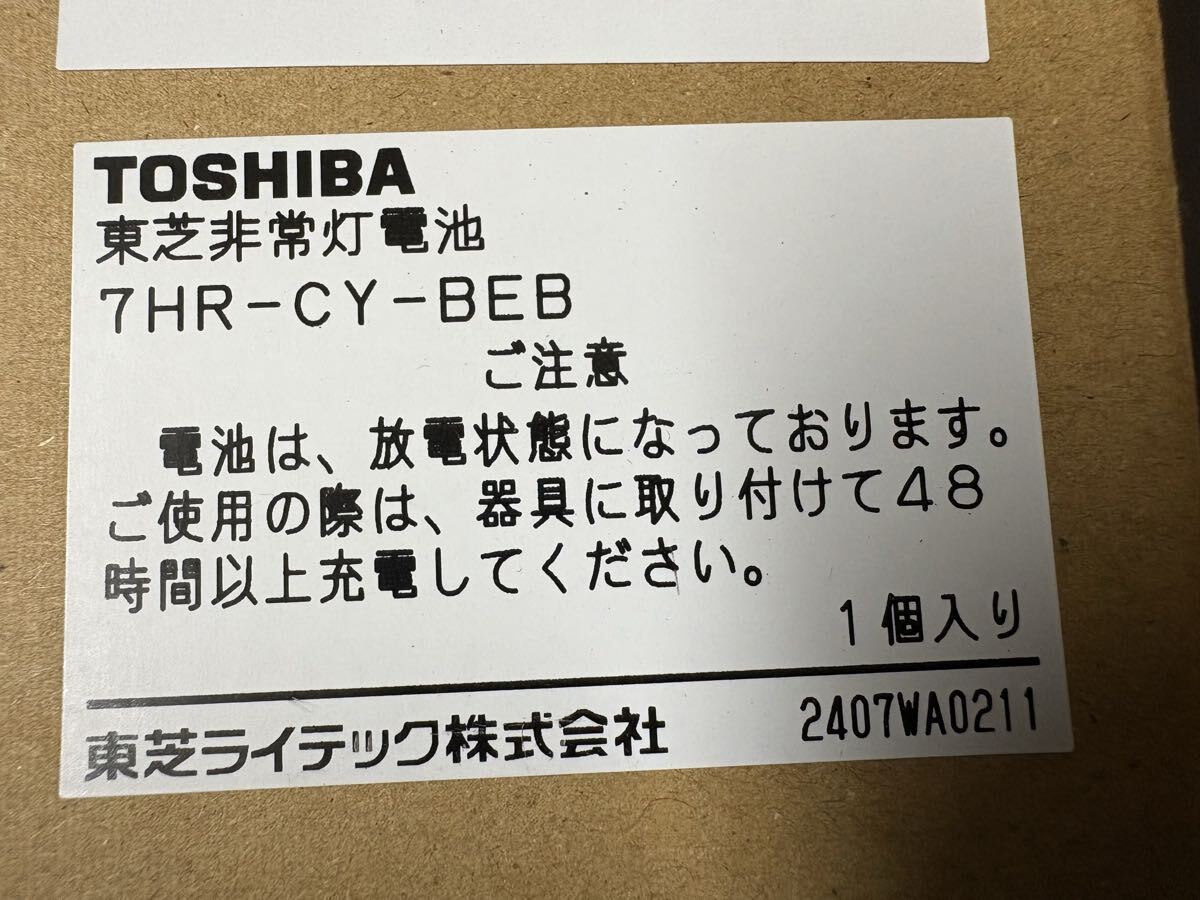 TOSHIBA
東芝非常灯電池
7HR-CY-BEB
ご注意
電池は、放電状態になっております。
ご使用の際は、器具に取り付けて48
時間以上充電してください。
1個入り
東芝ライテック株式会社
2407WA0211